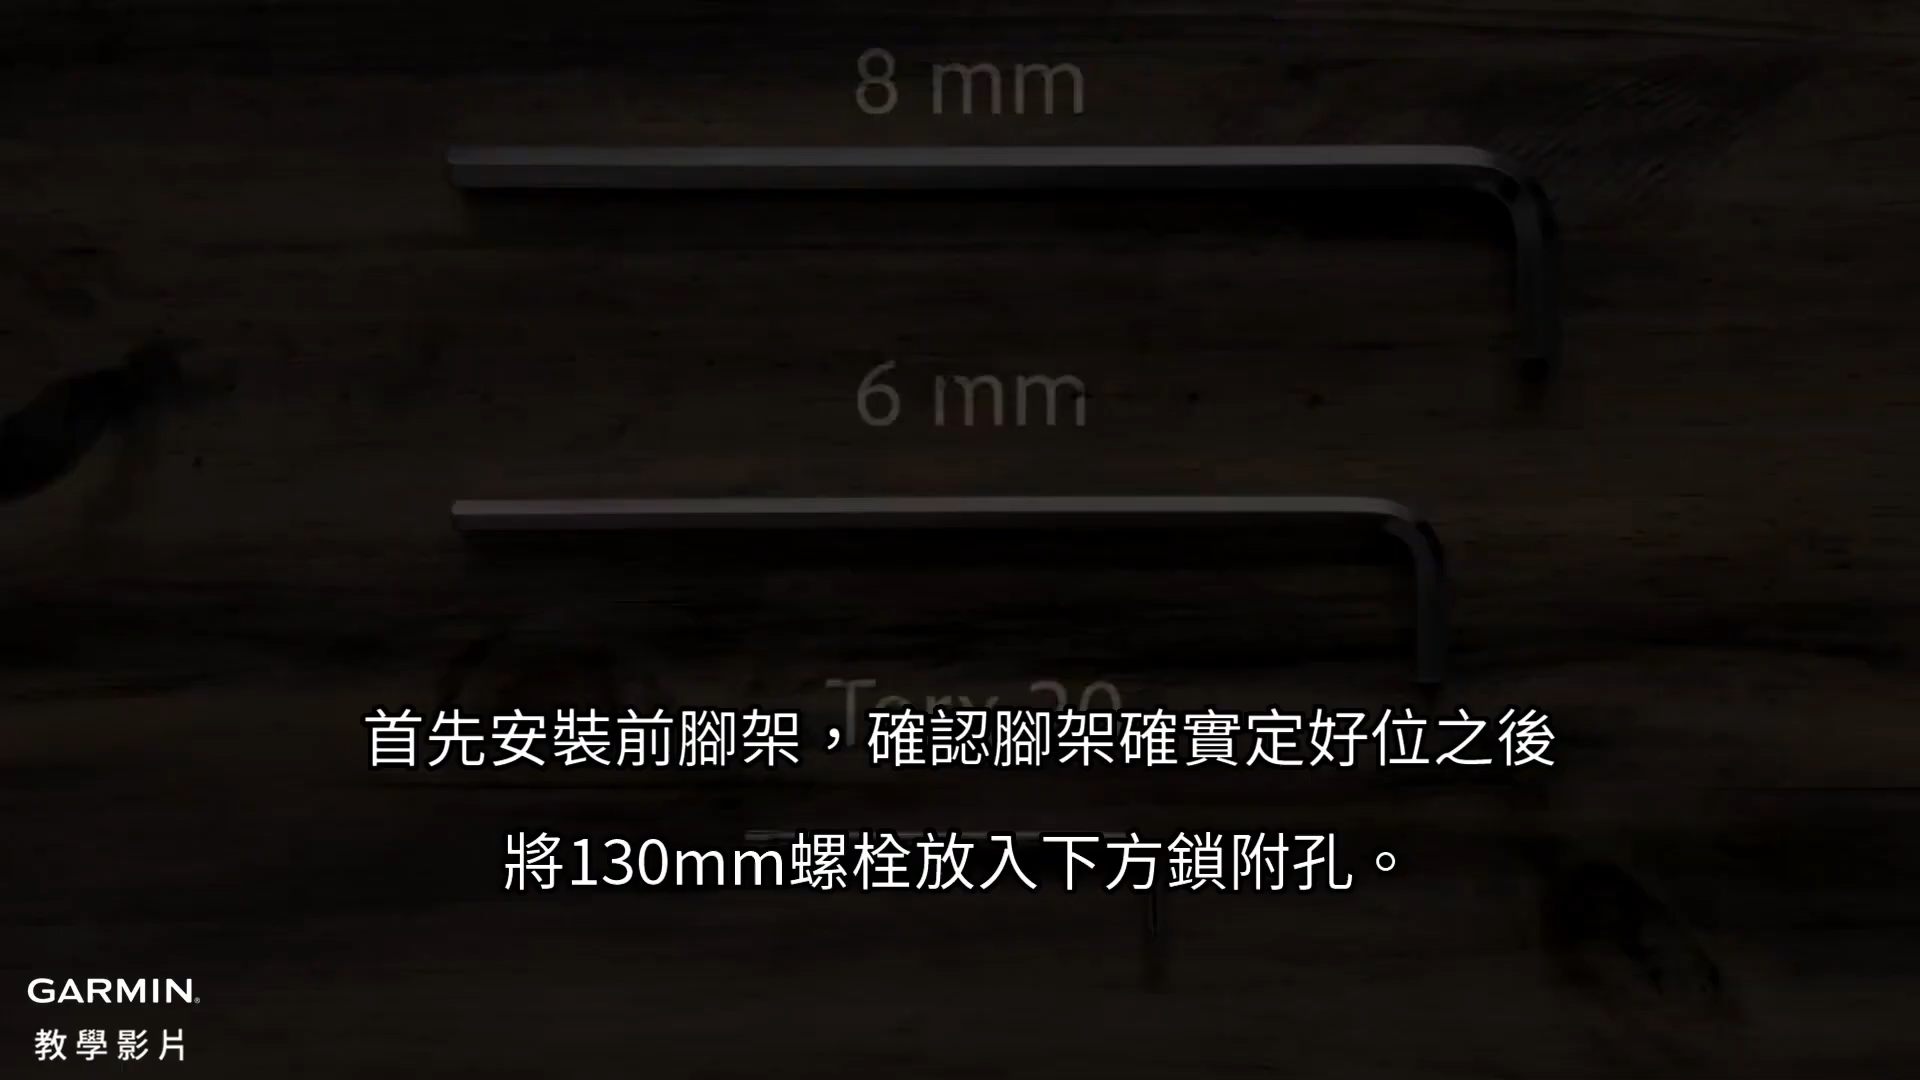 8 mm
6 mm
首先安裝前腳架，確認腳架確實定好位之後
將130mm螺栓放入下方鎖附孔。
GARMIN®
教學影片